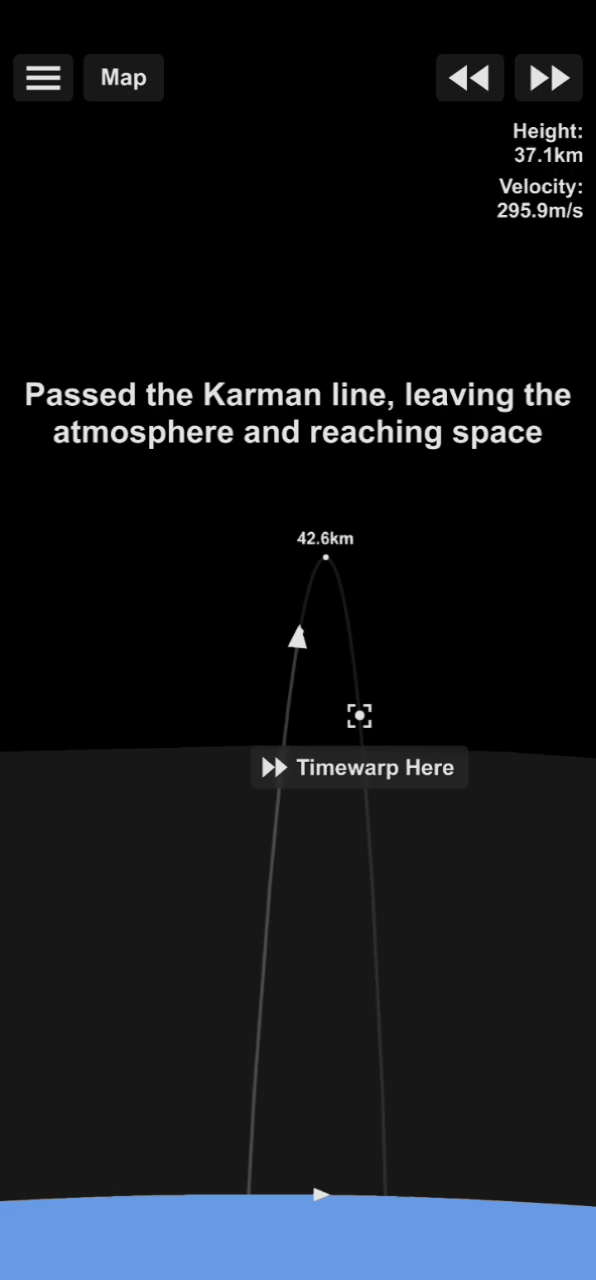 Map
Height:
37.1km
Velocity:
295.9m/s
Passed the Karman line, leaving the
atmosphere and reaching space
42.6km
Timewarp Here